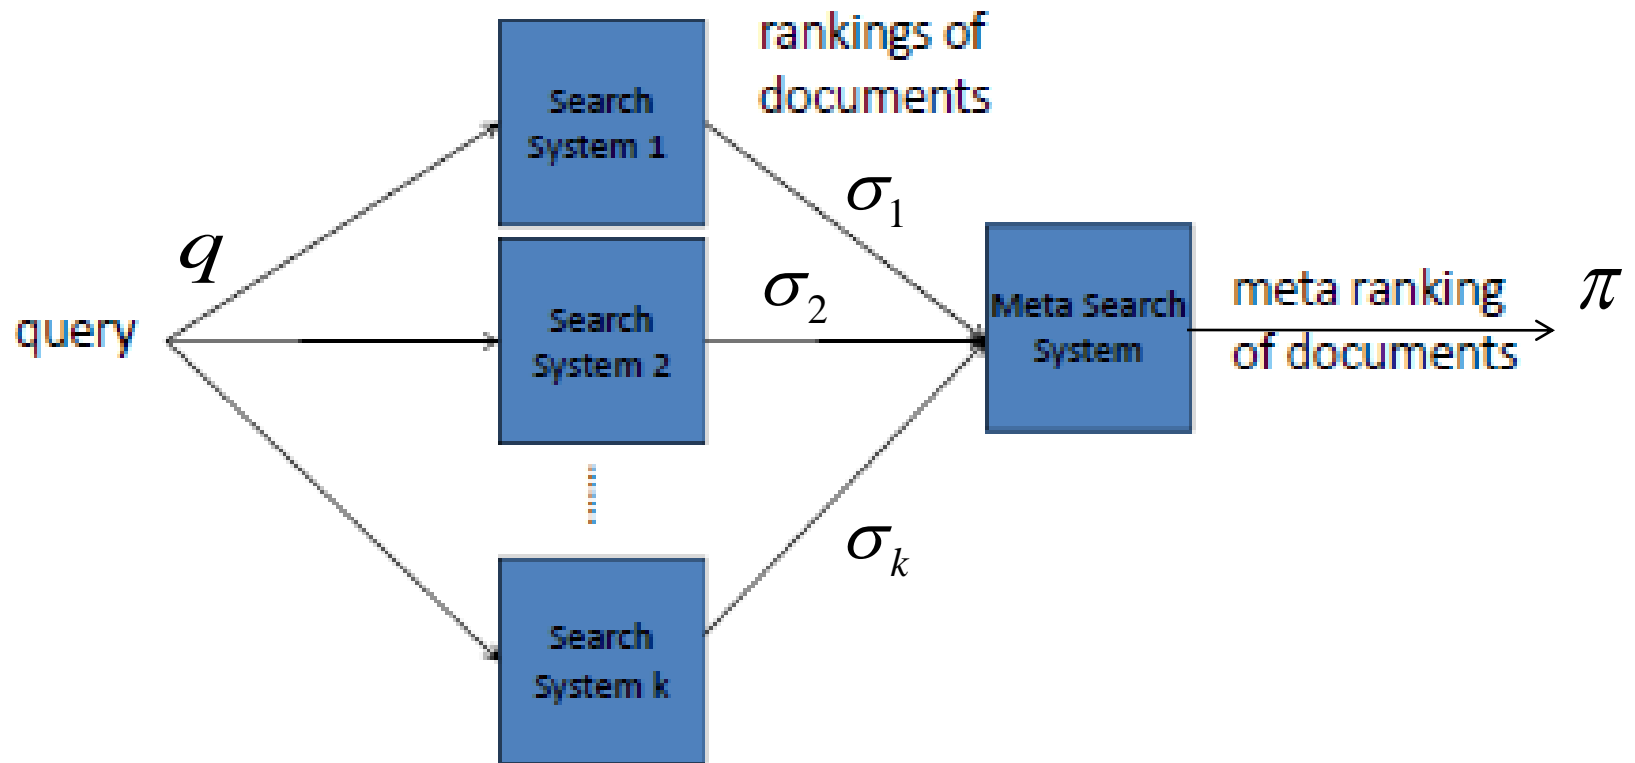 rankings of
documents
Search
System 1
σ₁
q
query
Search
System 2
σ₂
Meta Search
System
meta ranking
of documents
π
σₖ
Search
System k